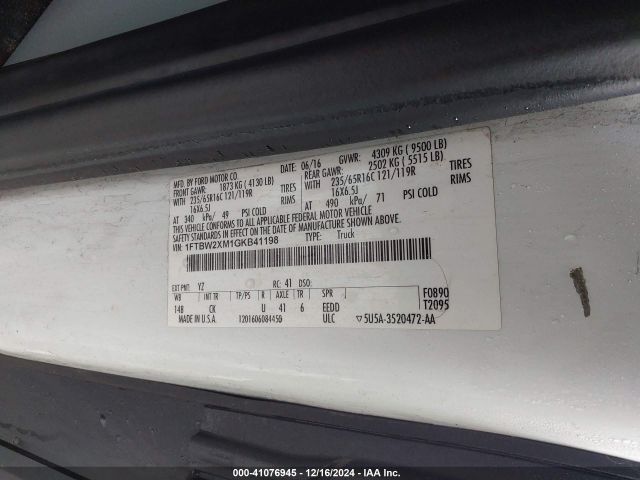 MFD. BY FORD MOTOR CO. DATE: 06/16 GVWR: 4309 KG ( 9500 LB)
FRONT GAWR: 1873 KG ( 4130 LB) REAR GAWR: 2502 KG ( 5515 LB)
WITH 235/65R16C 121/119R TIRES WITH 235/65R16C 121/119R TIRES
16X6.5J RIMS 16X6.5J RIMS
AT 340 kPa/ 49 PSI COLD AT 490 kPa/ 71 PSI COLD
THIS VEHICLE CONFORMS TO ALL APPLICABLE FEDERAL MOTOR VEHICLE
SAFETY STANDARDS IN EFFECT ON THE DATE OF MANUFACTURE SHOWN ABOVE.
VIN: 1FTBW2XM1GKB41198 TYPE: Truck
EXT PNT: YZ RC: 41 DSO: F0890
WB INT TR TP/PS R AXLE TR SPR T2095
148 CK U 41 6 EEDD
MADE IN U.S.A. 1201606084455 ULC ▽5U5A-3520472-AA
000-41076945 / 12/16/2024 / IAA Inc.